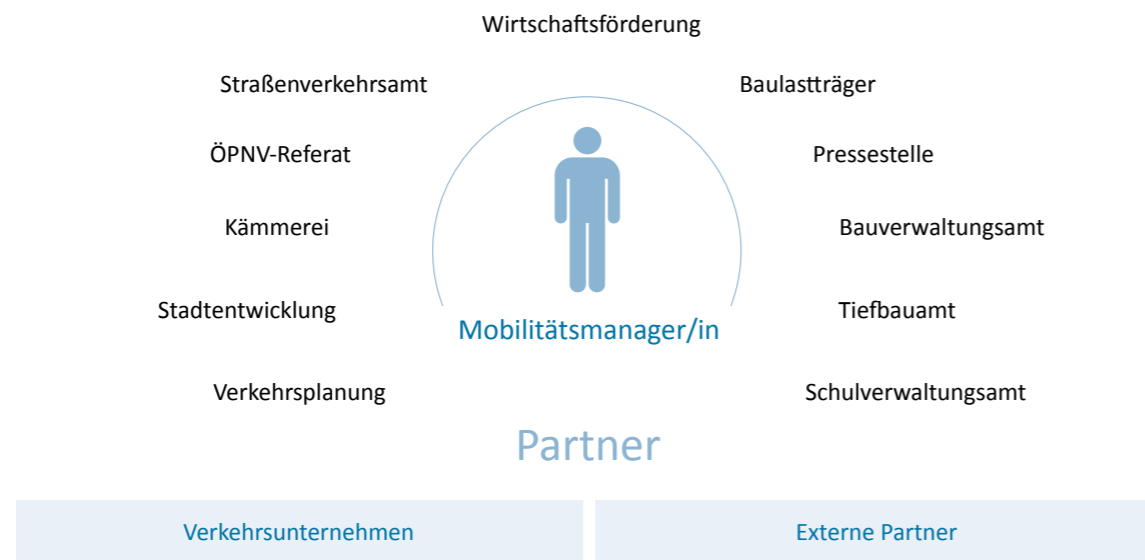 Wirtschaftsförderung
Straßenverkehrsamt
Baulastträger
ÖPNV-Referat
Pressestelle
Kämmerei
Bauverwaltungsamt
Stadtentwicklung
Tiefbauamt
Mobilitätsmanager/in
Verkehrsplanung
Schulverwaltungsamt
Partner
Verkehrsunternehmen
Externe Partner